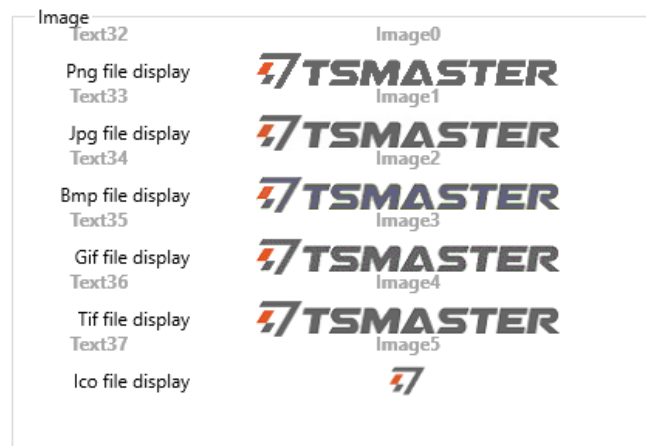 Image
Text32 Image0
Png file display TSMASTER
Text33 Image1
Jpg file display TSMASTER
Text34 Image2
Bmp file display TSMASTER
Text35 Image3
Gif file display TSMASTER
Text36 Image4
Tif file display TSMASTER
Text37 Image5
Ico file display